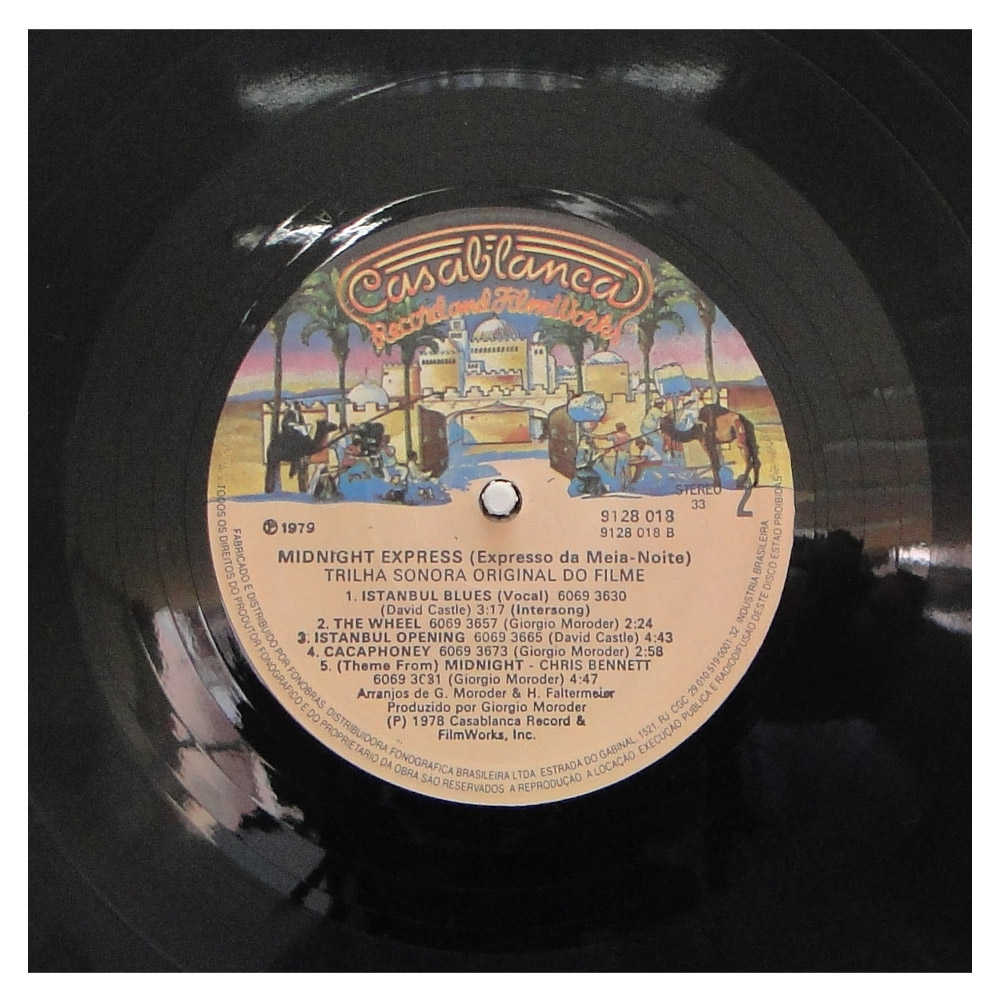 Casablanca
Record and FilmWorks
STEREO 2
33
℗ 1979
9128 018
9128 018 B
MIDNIGHT EXPRESS (Expresso da Meia-Noite)
TRILHA SONORA ORIGINAL DO FILME
1. ISTANBUL BLUES (Vocal) 6069 3630
(David Castle) 3:17 (Intersong)
2. THE WHEEL 6069 3657 (Giorgio Moroder) 2:24
3. ISTANBUL OPENING 6069 3665 (David Castle) 4:43
4. CACAPHONEY 6069 3673 (Giorgio Moroder) 2:58
5. (Theme From) MIDNIGHT - CHRIS BENNETT
6069 3681 (Giorgio Moroder) 4:47
Arranjos de G. Moroder & H. Faltermeier
Produzido por Giorgio Moroder
(P) 1978 Casablanca Record &
FilmWorks, Inc.
FABRICADO E DISTRIBUIDO POR FONOBRAS DISTRIBUIDORA FONOGRAFICA BRASILEIRA LTDA ESTRADA DO GABINAL, 1521, RJ CGC 29 010 519 0001-32 INDUSTRIA BRASILEIRA
TODOS OS DIREITOS DO PRODUTOR FONOGRAFICO E DO PROPRIETARIO DA OBRA SÃO RESERVADOS A REPRODUÇÃO A LOCAÇÃO EXECUÇÃO PUBLICA E RADIODIFUSÃO DESTE DISCO ESTÃO PROIBIDAS